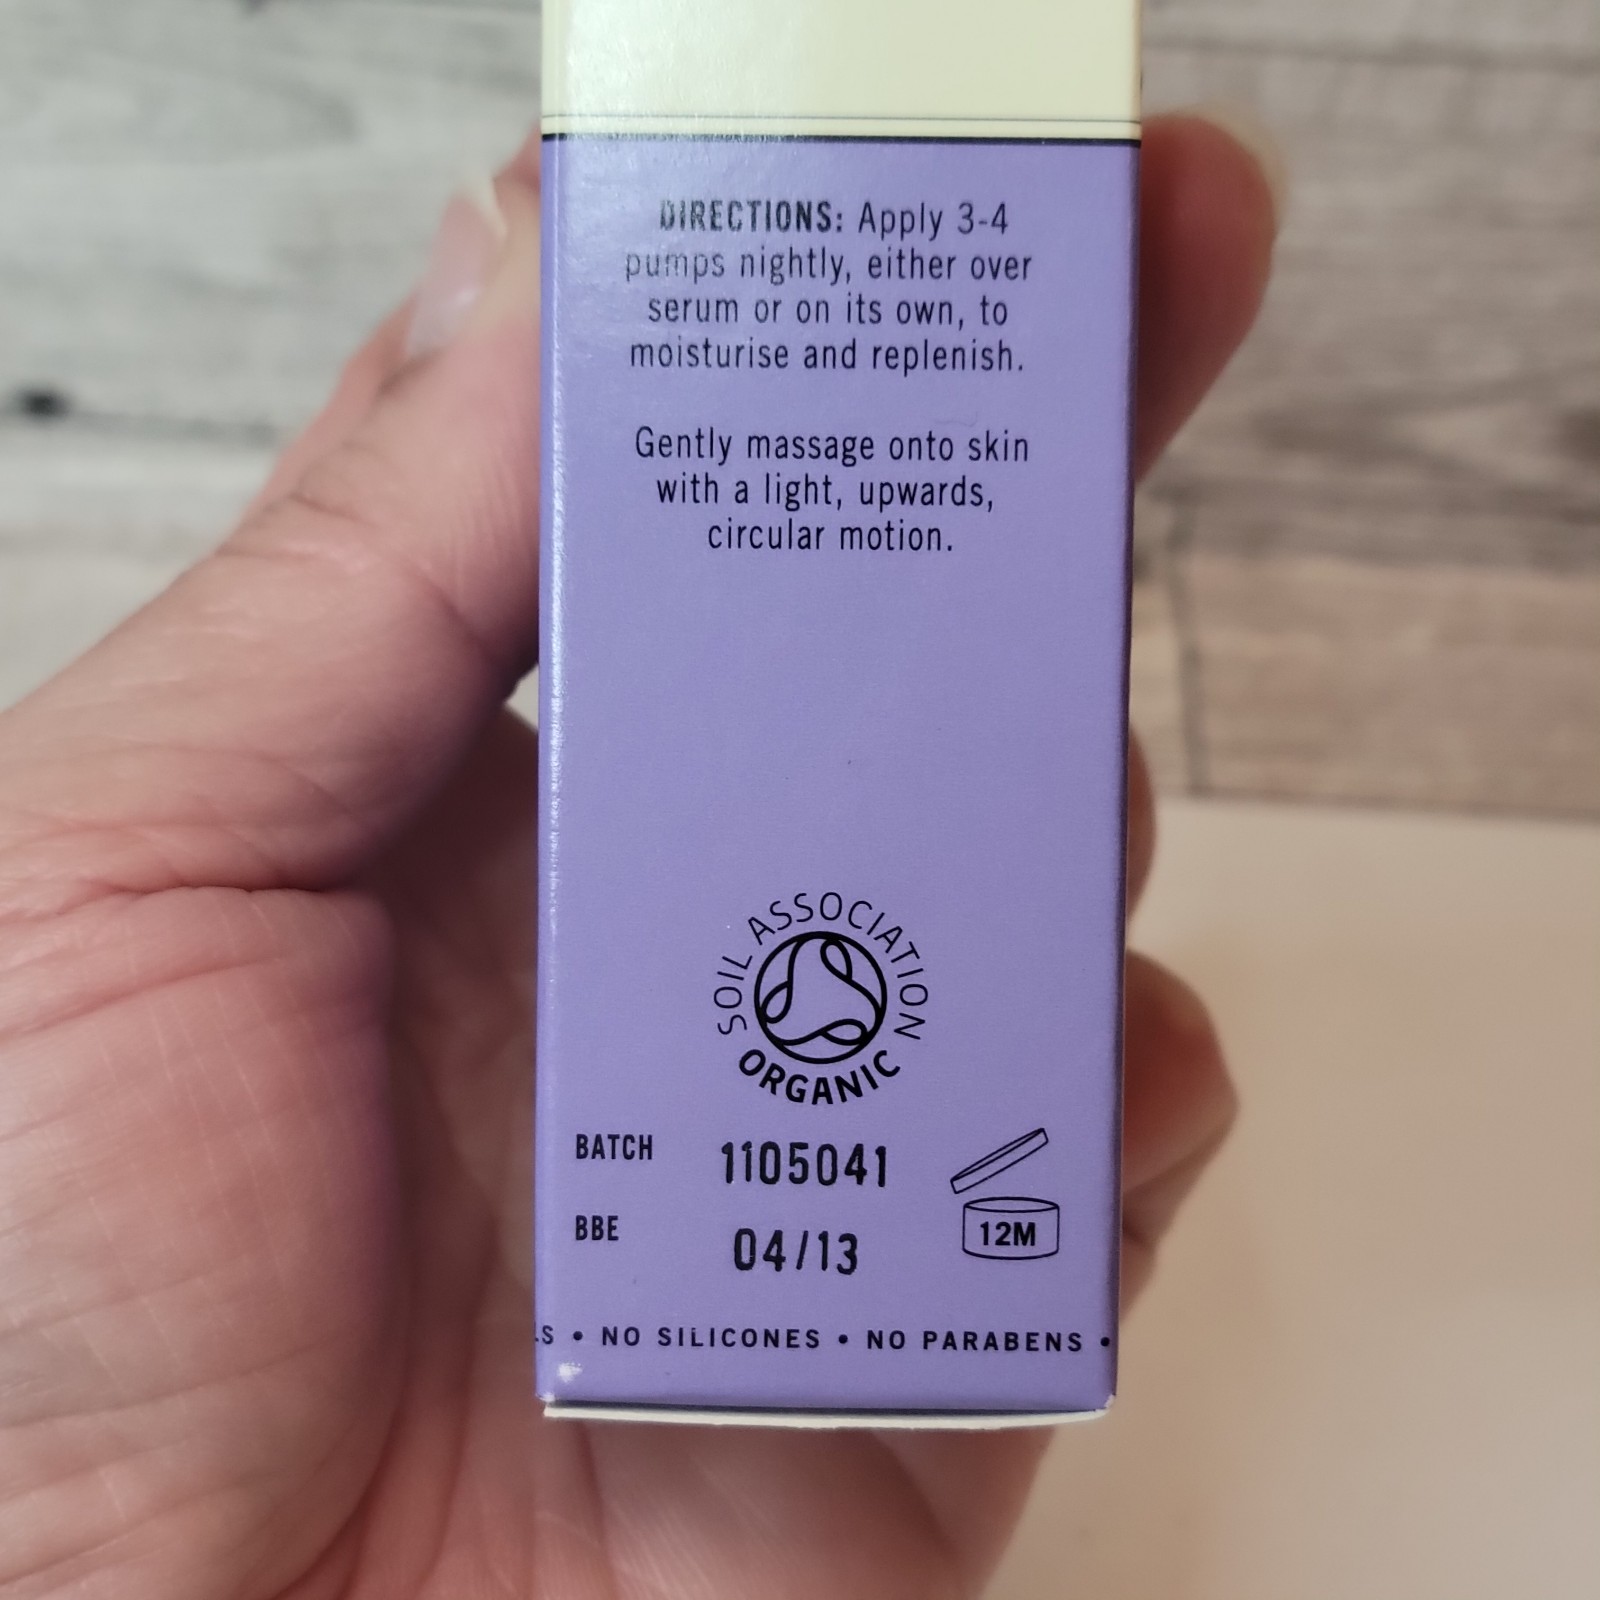 DIRECTIONS: Apply 3-4
pumps nightly, either over
serum or on its own, to
moisturise and replenish.
Gently massage onto skin
with a light, upwards,
circular motion.
SOIL ASSOCIATION
ORGANIC
BATCH 1105041
BBE 04/13
12M
S • NO SILICONES • NO PARABENS •